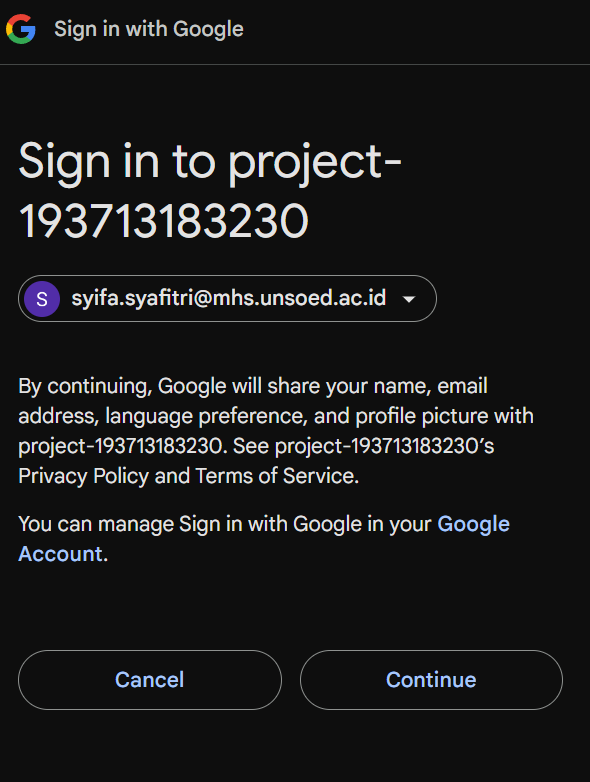 Sign in with Google
Sign in to project-
193713183230
S
syifa.syafitri@mhs.unsoed.ac.id
By continuing, Google will share your name, email
address, language preference, and profile picture with
project-193713183230. See project-193713183230’s
Privacy Policy and Terms of Service.
You can manage Sign in with Google in your Google
Account.
Cancel
Continue